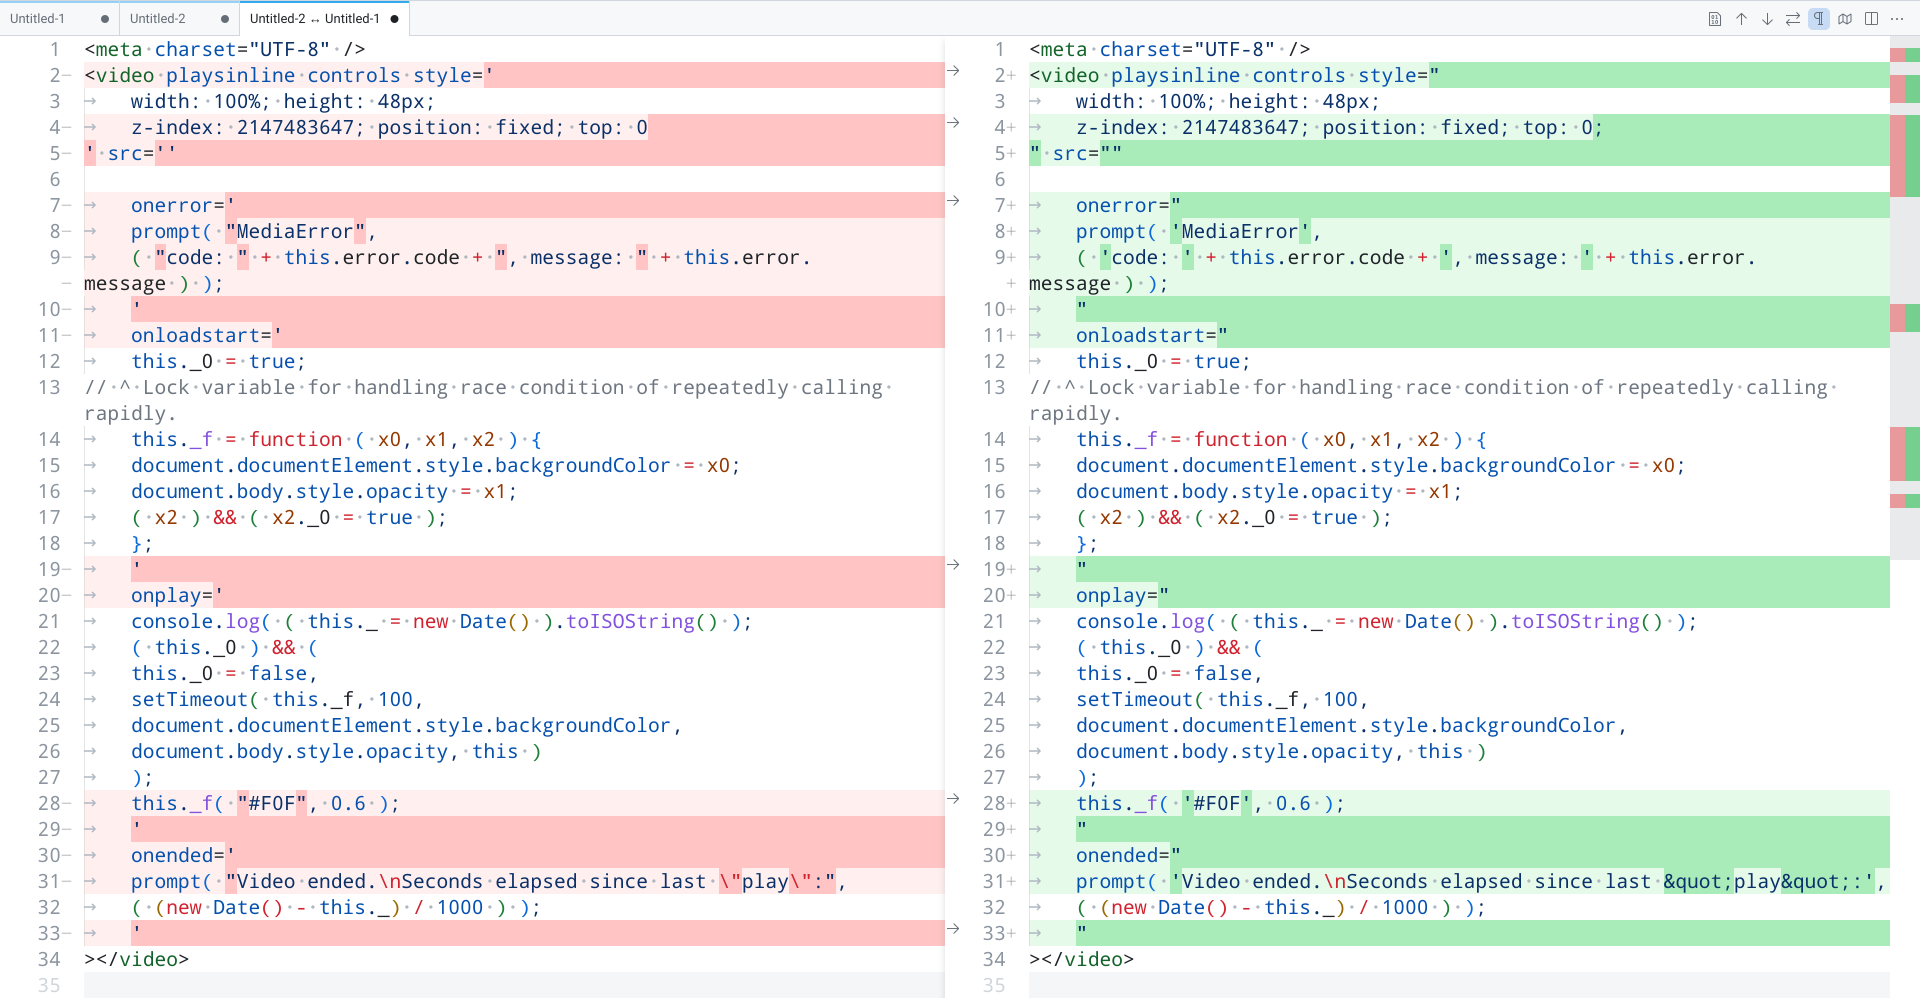 Untitled-1 ● Untitled-2 ● Untitled-2 ↔ Untitled-1 ●
1 <meta·charset="UTF-8"·/>
2− <video·playsinline·controls·style='
3 → width:·100%;·height:·48px;
4− → z-index:·2147483647;·position:·fixed;·top:·0
5− '·src=''
6
7− → onerror='
8− → prompt(·"MediaError",
9− → (·"code:·"·+·this.error.code·+·",·message:·"·+·this.error.
− message·)·);
10− → '
11− → onloadstart='
12 → this._0·=·true;
13 //·^·Lock·variable·for·handling·race·condition·of·repeatedly·calling·
rapidly.
14 → this._f·=·function·(·x0,·x1,·x2·)·{
15 → document.documentElement.style.backgroundColor·=·x0;
16 → document.body.style.opacity·=·x1;
17 → (·x2·)·&&·(·x2._0·=·true·);
18 → };
19− → '
20− → onplay='
21 → console.log(·(·this._·=·new·Date()·).toISOString()·);
22 → (·this._0·)·&&·(
23 → this._0·=·false,
24 → setTimeout(·this._f,·100,
25 → document.documentElement.style.backgroundColor,
26 → document.body.style.opacity,·this·)
27 → );
28− → this._f(·"#F0F",·0.6·);
29− → '
30− → onended='
31− → prompt(·"Video·ended.\nSeconds·elapsed·since·last·\"play\":",
32 → (·(new·Date()·-·this._)·/·1000·)·);
33− → '
34 ></video>
35
1 <meta·charset="UTF-8"·/>
2+ <video·playsinline·controls·style="
3 → width:·100%;·height:·48px;
4+ → z-index:·2147483647;·position:·fixed;·top:·0;
5+ "·src=""
6
7+ → onerror="
8+ → prompt(·'MediaError',
9+ → (·'code:·'·+·this.error.code·+·',·message:·'·+·this.error.
+ message·)·);
10+ → "
11+ → onloadstart="
12 → this._0·=·true;
13 //·^·Lock·variable·for·handling·race·condition·of·repeatedly·calling·
rapidly.
14 → this._f·=·function·(·x0,·x1,·x2·)·{
15 → document.documentElement.style.backgroundColor·=·x0;
16 → document.body.style.opacity·=·x1;
17 → (·x2·)·&&·(·x2._0·=·true·);
18 → };
19+ → "
20+ → onplay="
21 → console.log(·(·this._·=·new·Date()·).toISOString()·);
22 → (·this._0·)·&&·(
23 → this._0·=·false,
24 → setTimeout(·this._f,·100,
25 → document.documentElement.style.backgroundColor,
26 → document.body.style.opacity,·this·)
27 → );
28+ → this._f(·'#F0F',·0.6·);
29+ → "
30+ → onended="
31+ → prompt(·'Video·ended.\nSeconds·elapsed·since·last·&quot;play&quot;:',
32 → (·(new·Date()·-·this._)·/·1000·)·);
33+ → "
34 ></video>
35